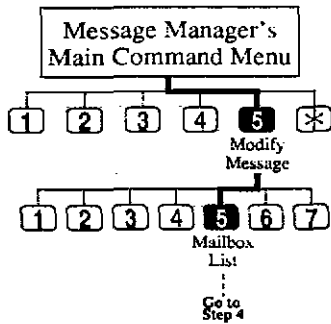 Message Manager's
Main Command Menu
1 2 3 4 5 *
Modify
Message
1 2 3 4 5 6 7
Mailbox
List
Go to
Step 4